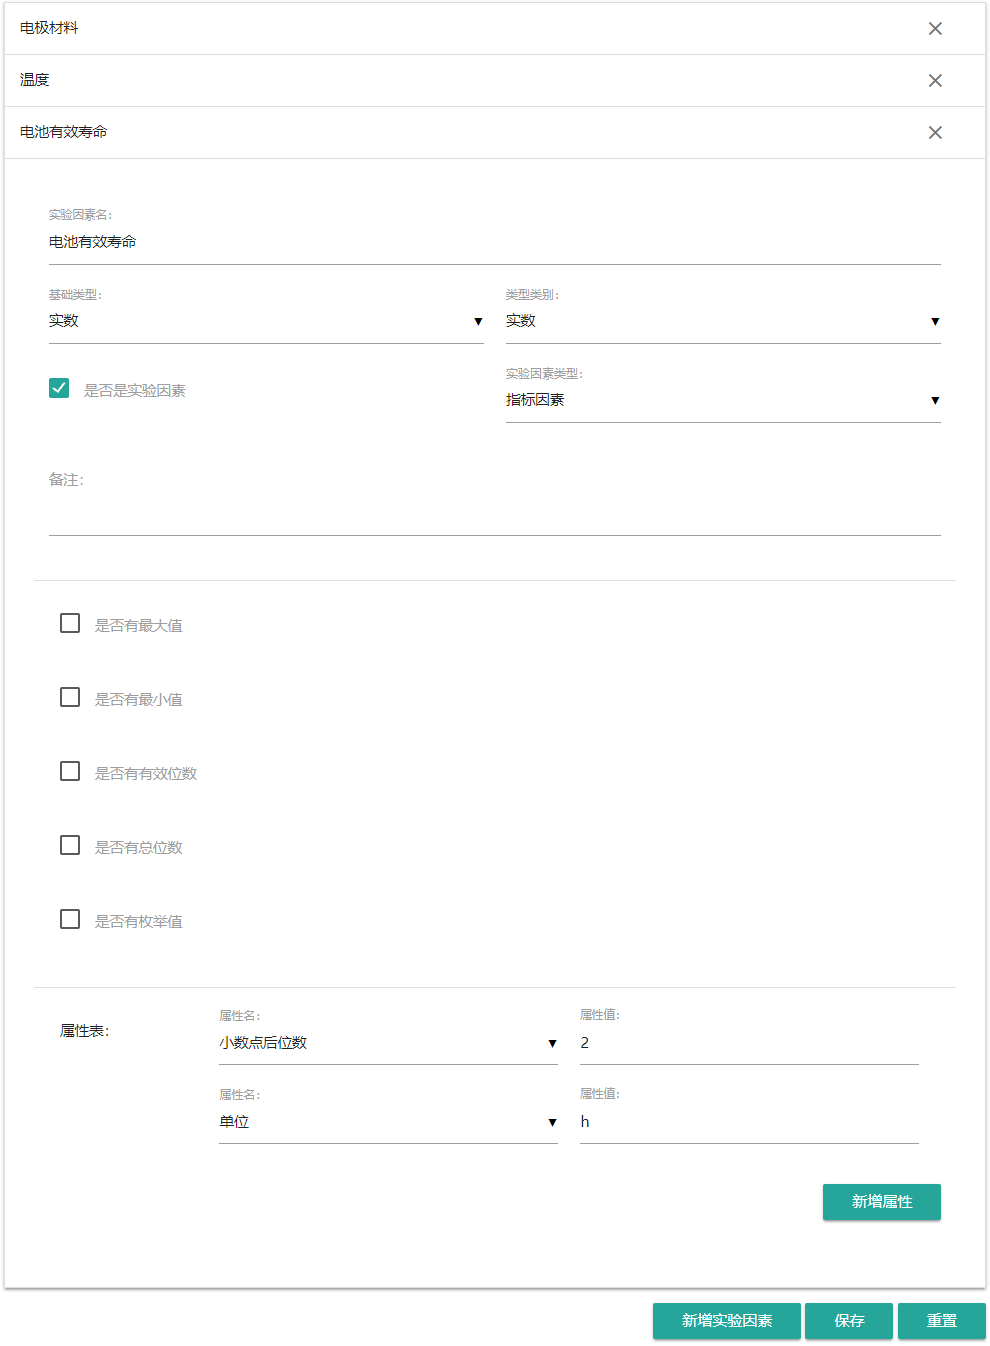 电极材料
温度
电池有效寿命
实验因素名:
电池有效寿命
基础类型: 类型类别:
实数 ▼ 实数 ▼
是否是实验因素 实验因素类型:
指标因素 ▼
备注:
是否有最大值
是否有最小值
是否有有效位数
是否有总位数
是否有枚举值
属性表: 属性名: 属性值:
小数点后位数 ▼ 2
属性名: 属性值:
单位 ▼ h
新增属性
新增实验因素 保存 重置